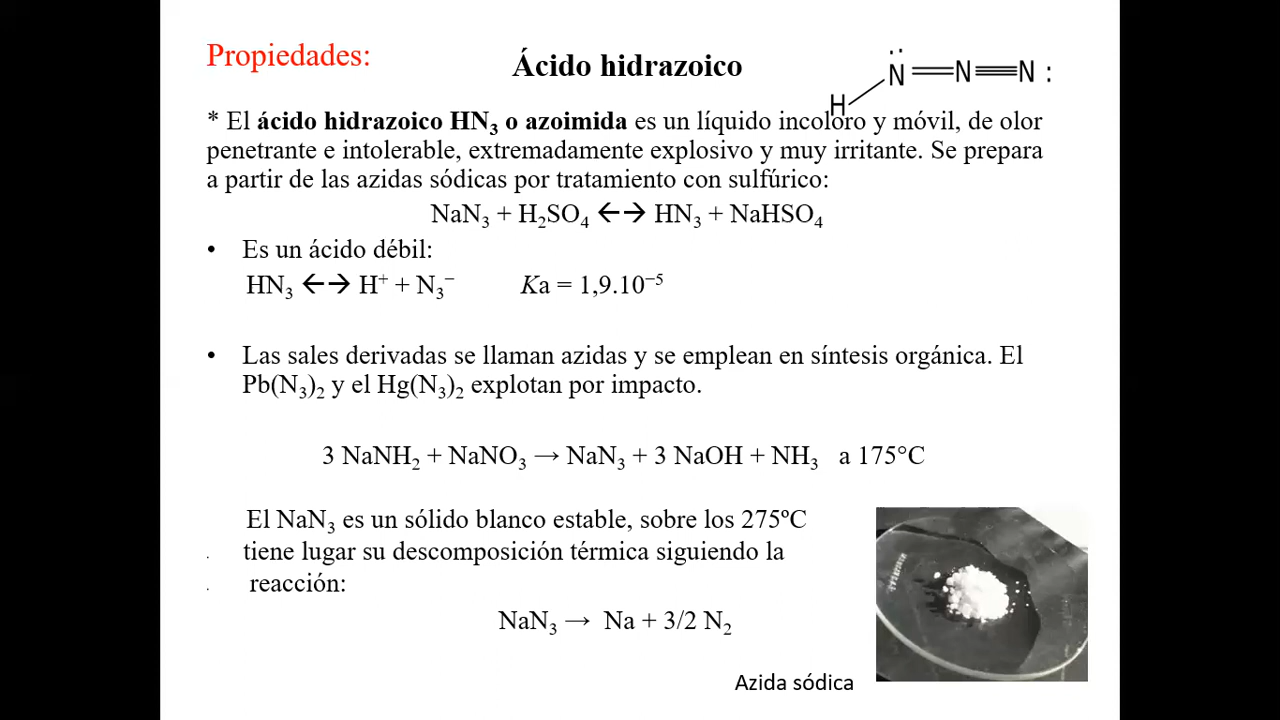 Propiedades:
Ácido hidrazoico
N N N :
H
* El ácido hidrazoico HN₃ o azoimida es un líquido incoloro y móvil, de olor
penetrante e intolerable, extremadamente explosivo y muy irritante. Se prepara
a partir de las azidas sódicas por tratamiento con sulfúrico:
NaN₃ + H₂SO₄ ←→ HN₃ + NaHSO₄
• Es un ácido débil:
HN₃ ←→ H⁺ + N₃⁻ Ka = 1,9.10⁻⁵
• Las sales derivadas se llaman azidas y se emplean en síntesis orgánica. El
Pb(N₃)₂ y el Hg(N₃)₂ explotan por impacto.
3 NaNH₂ + NaNO₃ → NaN₃ + 3 NaOH + NH₃ a 175°C
El NaN₃ es un sólido blanco estable, sobre los 275ºC
. tiene lugar su descomposición térmica siguiendo la
. reacción:
NaN₃ → Na + 3/2 N₂
Azida sódica